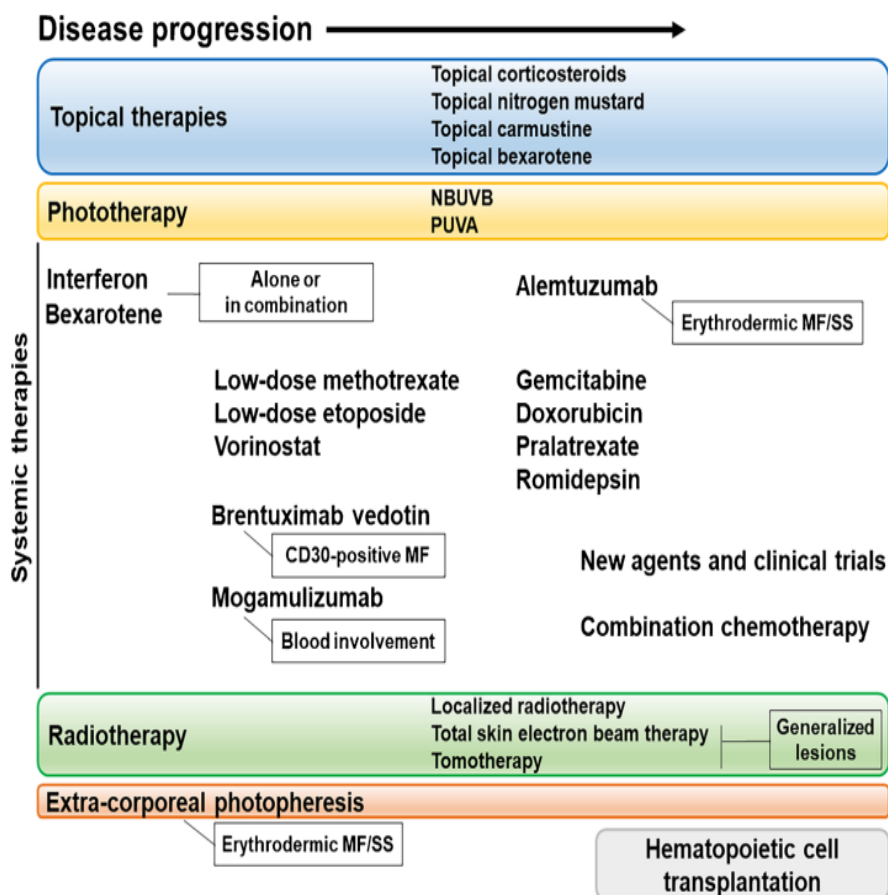 Disease progression
Topical therapies
Topical corticosteroids
Topical nitrogen mustard
Topical carmustine
Topical bexarotene
Phototherapy
NBUVB
PUVA
Systemic therapies
Interferon
Bexarotene
Alone or
in combination
Alemtuzumab
Erythrodermic MF/SS
Low-dose methotrexate
Low-dose etoposide
Vorinostat
Gemcitabine
Doxorubicin
Pralatrexate
Romidepsin
Brentuximab vedotin
CD30-positive MF
Mogamulizumab
Blood involvement
New agents and clinical trials
Combination chemotherapy
Radiotherapy
Localized radiotherapy
Total skin electron beam therapy
Tomotherapy
Generalized
lesions
Extra-corporeal photopheresis
Erythrodermic MF/SS
Hematopoietic cell
transplantation